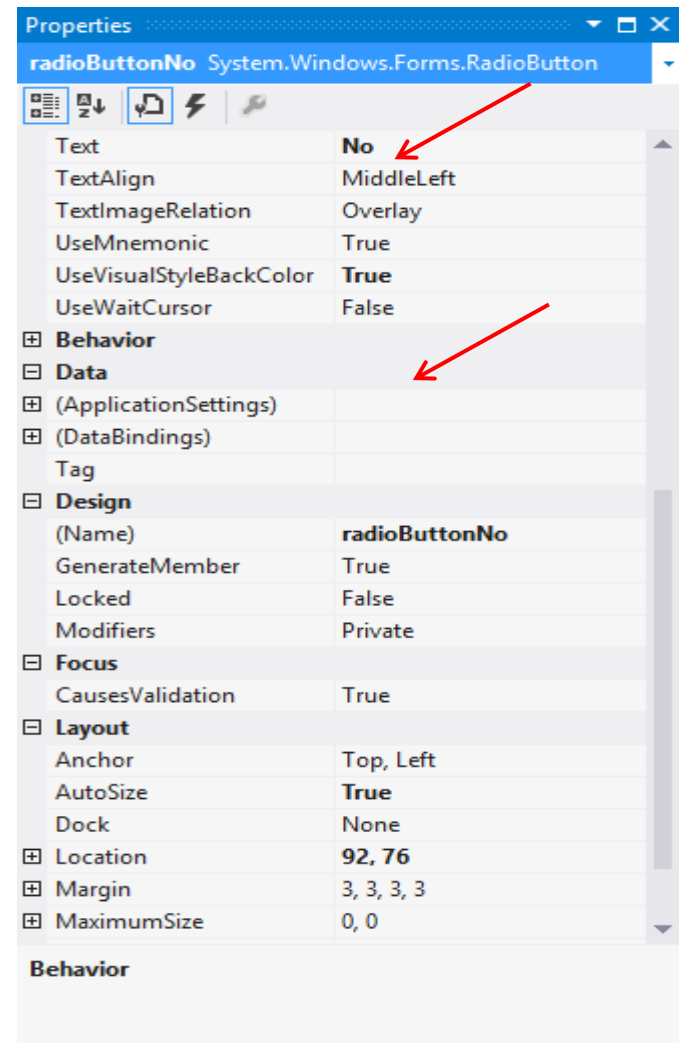 Properties
radioButtonNo System.Windows.Forms.RadioButton
Text No
TextAlign MiddleLeft
TextImageRelation Overlay
UseMnemonic True
UseVisualStyleBackColor True
UseWaitCursor False
Behavior
Data
(ApplicationSettings)
(DataBindings)
Tag
Design
(Name) radioButtonNo
GenerateMember True
Locked False
Modifiers Private
Focus
CausesValidation True
Layout
Anchor Top, Left
AutoSize True
Dock None
Location 92, 76
Margin 3, 3, 3, 3
MaximumSize 0, 0
Behavior